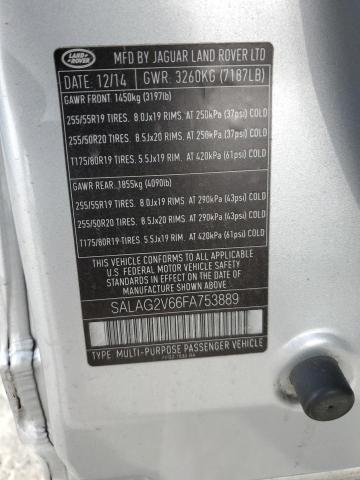 LAND ROVER
MFD BY JAGUAR LAND ROVER LTD
DATE: 12/14 GWR: 3260KG (7187LB)
GAWR FRONT: 1450kg (3197lb)
255/55R19 TIRES, 8.0Jx19 RIMS, AT 250kPa (37psi) COLD
255/50R20 TIRES, 8.5Jx20 RIMS, AT 250kPa (37psi) COLD
T175/80R19 TIRES, 5.5Jx19 RIM, AT 420kPa (61psi) COLD
GAWR REAR: 1855kg (4090lb)
255/55R19 TIRES, 8.0Jx19 RIMS, AT 290kPa (43psi) COLD
255/50R20 TIRES, 8.5Jx20 RIMS, AT 290kPa (43psi) COLD
T175/80R19 TIRES, 5.5Jx19 RIM, AT 420kPa (61psi) COLD
THIS VEHICLE CONFORMS TO ALL APPLICABLE
U.S. FEDERAL MOTOR VEHICLE SAFETY
STANDARDS IN EFFECT ON THE DATE OF
MANUFACTURE SHOWN ABOVE
SALAG2V66FA753889
TYPE: MULTI-PURPOSE PASSENGER VEHICLE